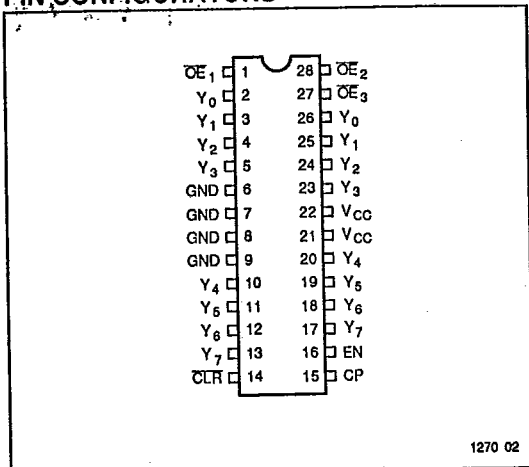 PIN CONFIGURATIONS
OE1 1 28 OE2
Y0 2 27 OE3
Y1 3 26 Y0
Y2 4 25 Y1
Y3 5 24 Y2
GND 6 23 Y3
GND 7 22 VCC
GND 8 21 VCC
GND 9 20 Y4
Y4 10 19 Y5
Y5 11 18 Y6
Y6 12 17 Y7
Y7 13 16 EN
CLR 14 15 CP
1270 02